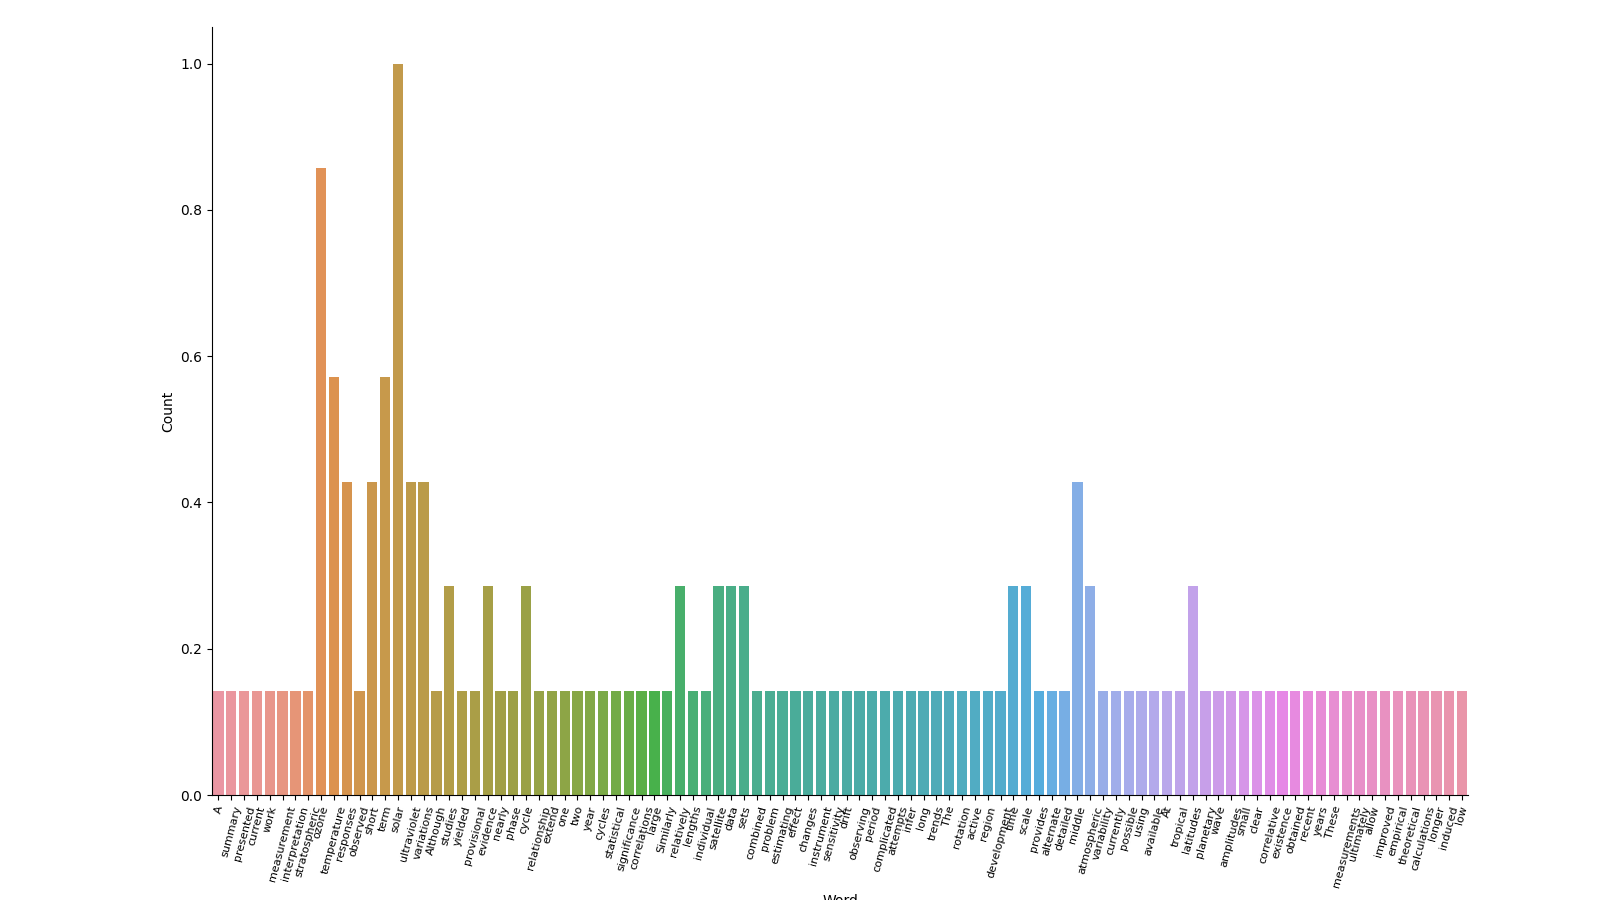 1.0
0.8
0.6
0.4
0.2
0.0
Count
A
summary
presented
current
work
measurement
interpretation
stratospheric
ozone
temperature
responses
observed
short
term
solar
ultraviolet
variations
Although
studies
yielded
provisional
evidence
nearly
phase
cycle
relationship
extend
one
two
year
cycles
statistical
significance
correlations
large
Similarly
relatively
lengths
individual
satellite
data
sets
combined
problem
estimating
effect
changes
instrument
sensitivity
drift
observing
period
complicated
attempts
infer
long
trends
The
rotation
active
region
development
time
scale
provides
alternate
detailed
middle
atmospheric
variability
currently
possible
using
available
At
tropical
latitudes
planetary
wave
amplitudes
small
clear
correlative
existence
obtained
recent
years
These
measurements
ultimately
allow
improved
empirical
theoretical
calculations
longer
induced
low
Word